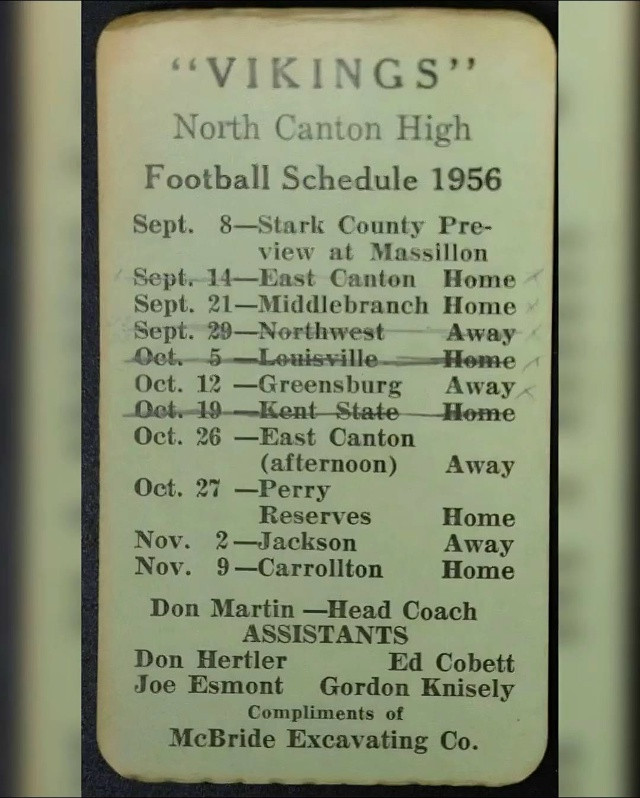 "VIKINGS"
North Canton High
Football Schedule 1956
Sept. 8—Stark County Pre-
view at Massillon
Sept. 14—East Canton Home
Sept. 21—Middlebranch Home
Sept. 29—Northwest Away
Oct. 5—Louisville Home
Oct. 12—Greensburg Away
Oct. 19—Kent State Home
Oct. 26—East Canton
(afternoon) Away
Oct. 27—Perry
Reserves Home
Nov. 2—Jackson Away
Nov. 9—Carrollton Home
Don Martin—Head Coach
ASSISTANTS
Don Hertler Ed Cobett
Joe Esmont Gordon Knisely
Compliments of
McBride Excavating Co.